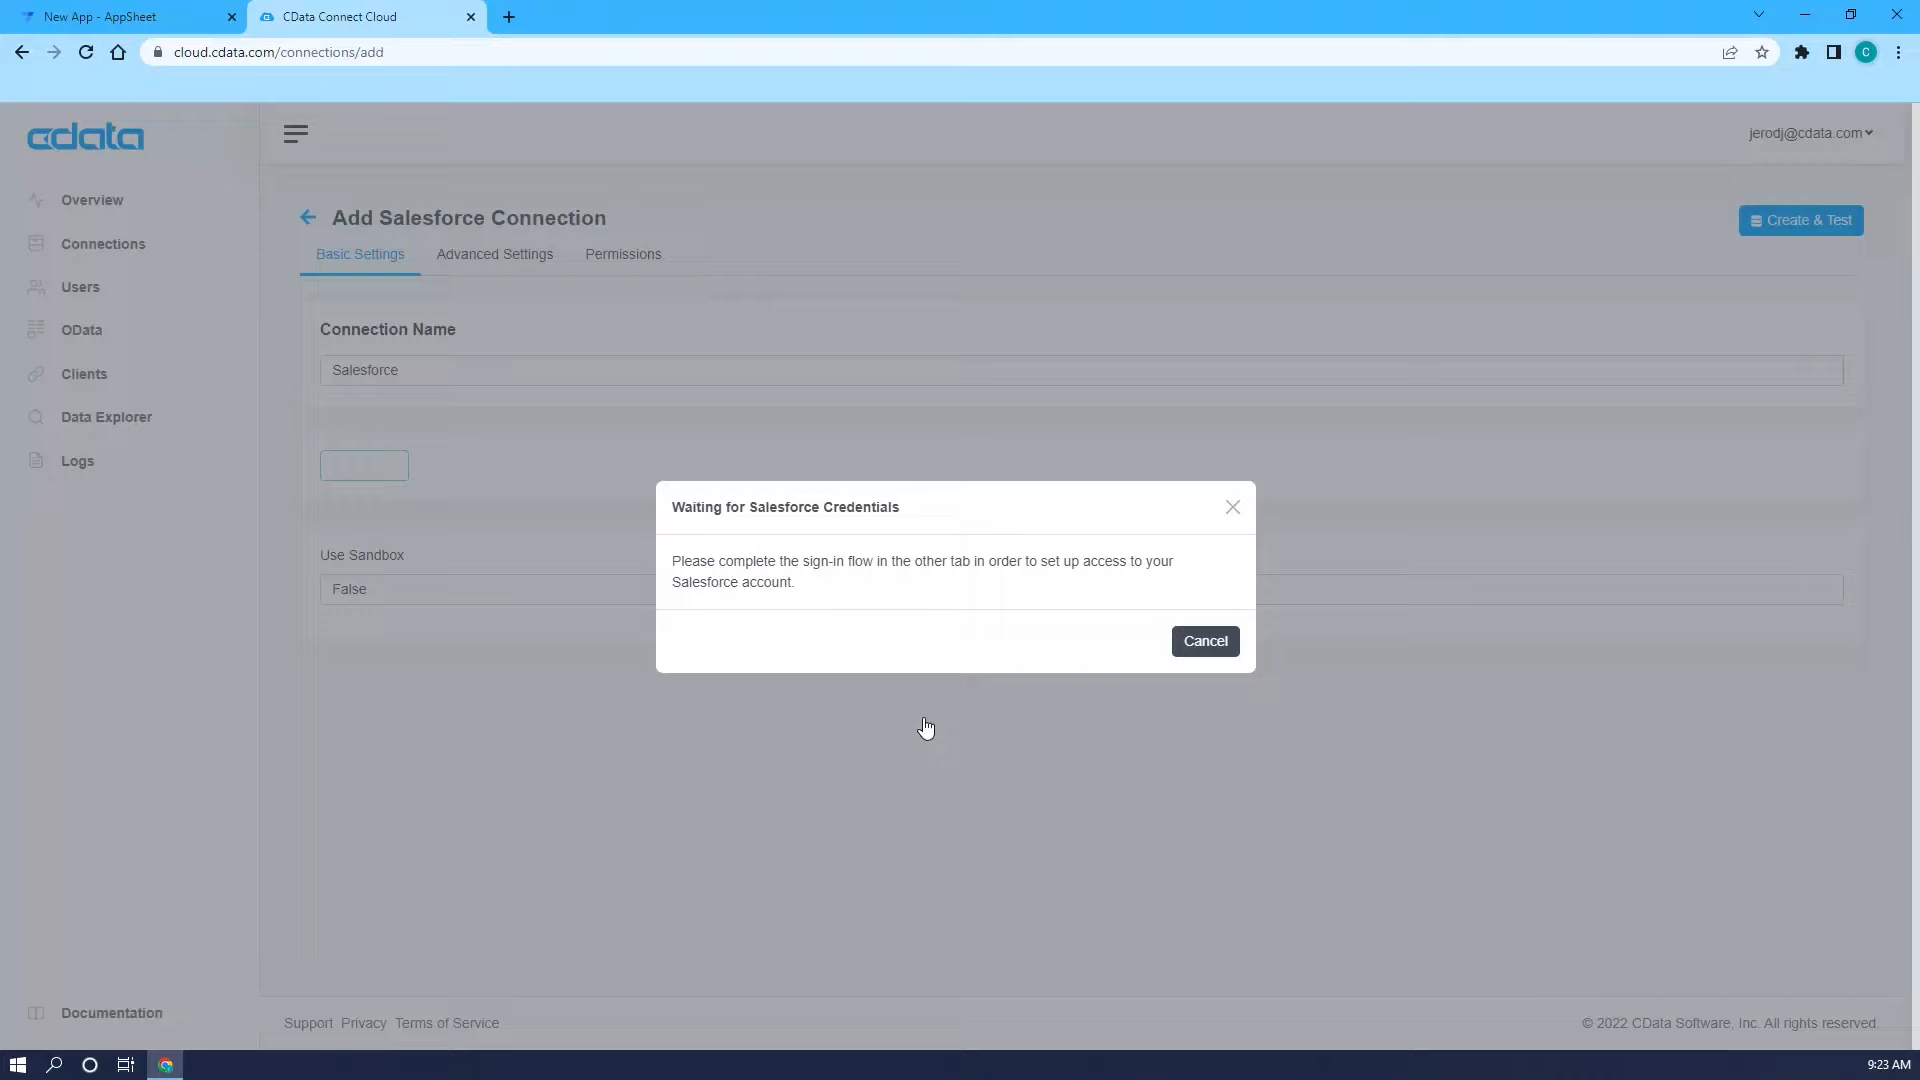 New App - AppSheet
CData Connect Cloud
cloud.cdata.com/connections/add
C
cdata
jerodj@cdata.com
Overview
Connections
Users
OData
Clients
Data Explorer
Logs
Documentation
Add Salesforce Connection
Create & Test
Basic Settings
Advanced Settings
Permissions
Connection Name
Salesforce
Use Sandbox
False
Waiting for Salesforce Credentials
Please complete the sign-in flow in the other tab in order to set up access to your
Salesforce account.
Cancel
Support Privacy Terms of Service
© 2022 CData Software, Inc. All rights reserved.
9:23 AM